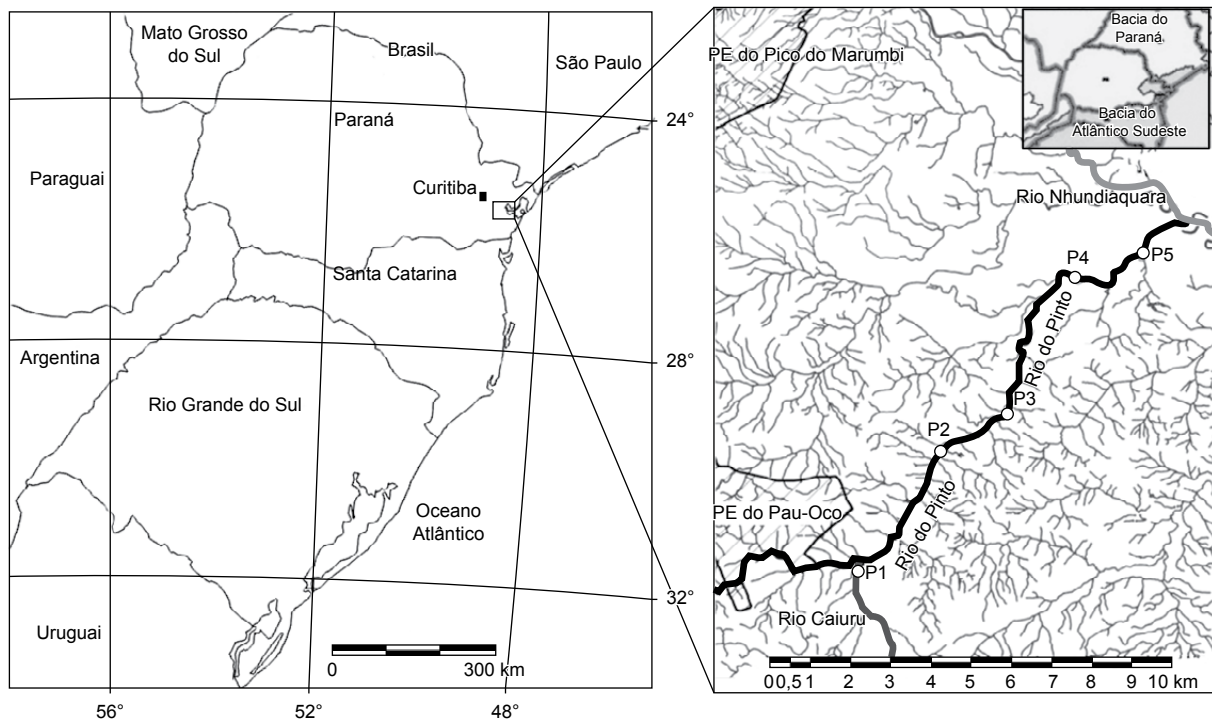 Mato Grosso
do Sul
Brasil
São Paulo
24°
Paraná
Paraguai
Curitiba
Santa Catarina
Argentina
28°
Rio Grande do Sul
Oceano
Atlântico
32°
Uruguai
0
300 km
56°
52°
48°
PE do Pico do Marumbi
Bacia do
Paraná
Bacia do
Atlântico Sudeste
Rio Nhundiaquara
P4
P5
Rio do Pinto
P3
P2
PE do Pau-Oco
Rio do Pinto
P1
Rio Caiuru
0 0,5 1 2 3 4 5 6 7 8 9 10 km